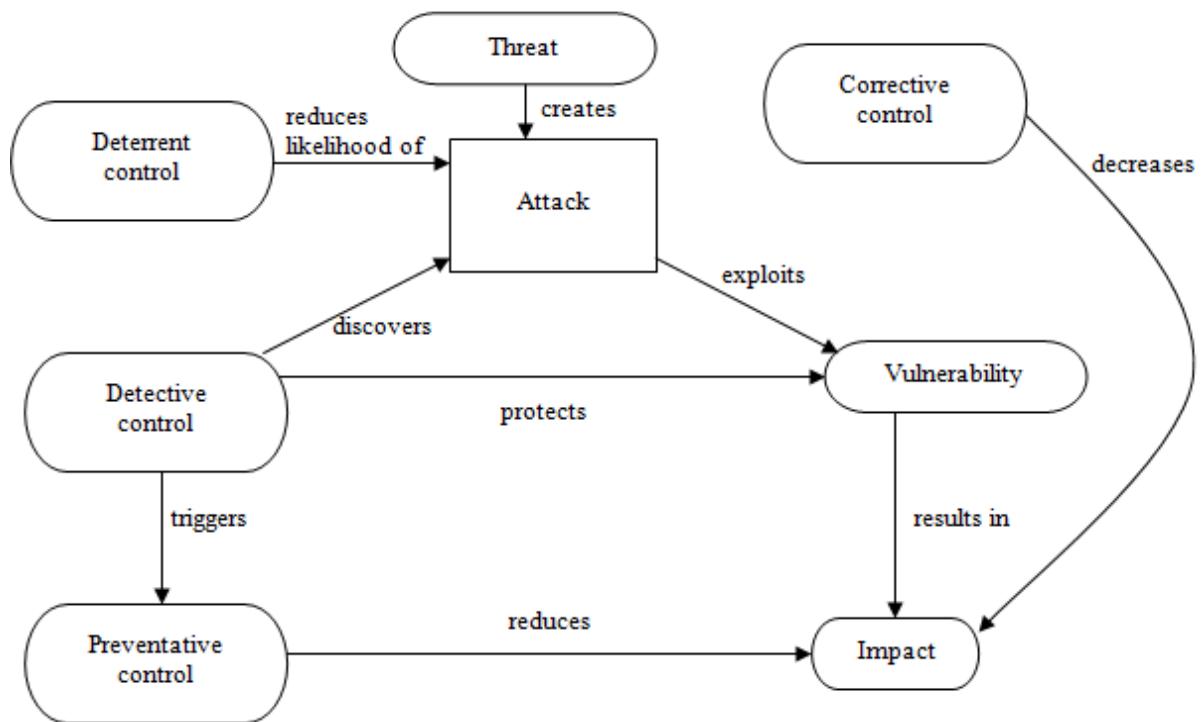 Threat
creates
Corrective
control
reduces
likelihood of
Deterrent
control
decreases
Attack
exploits
discovers
Vulnerability
Detective
control
protects
triggers
results in
reduces
Preventative
control
Impact